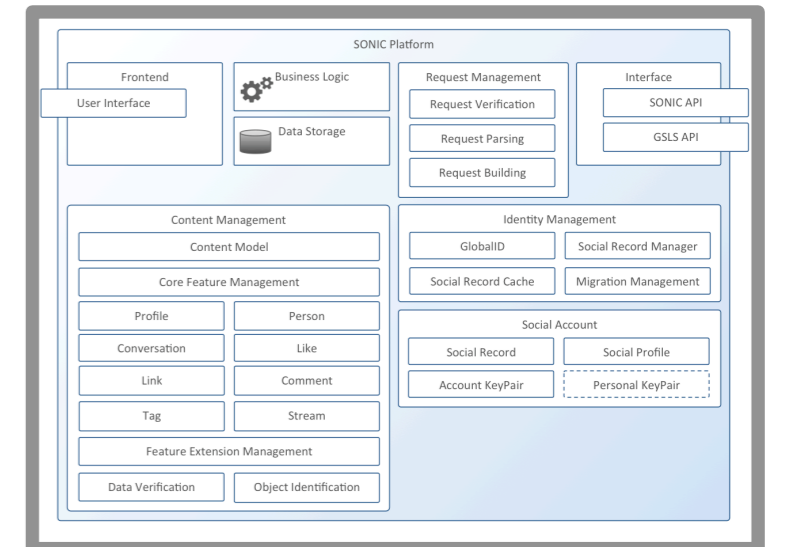 SONIC Platform
Frontend
User Interface
Business Logic
Data Storage
Request Management
Request Verification
Request Parsing
Request Building
Interface
SONIC API
GSLS API
Content Management
Content Model
Core Feature Management
Profile
Person
Conversation
Like
Link
Comment
Tag
Stream
Feature Extension Management
Data Verification
Object Identification
Identity Management
GlobalID
Social Record Manager
Social Record Cache
Migration Management
Social Account
Social Record
Social Profile
Account KeyPair
Personal KeyPair